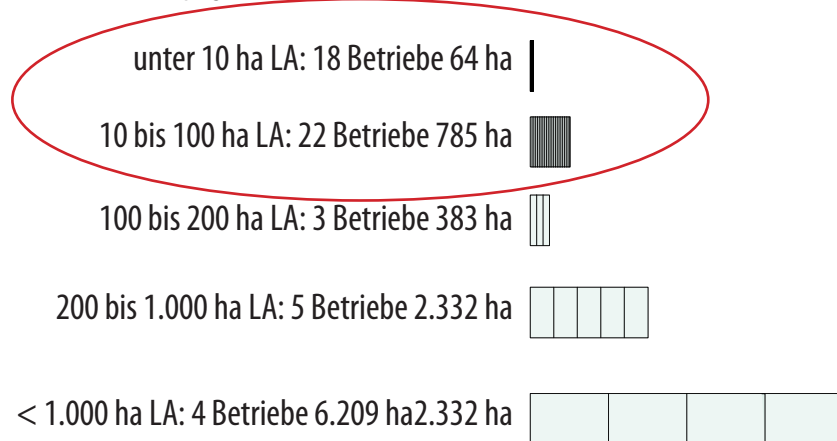 unter 10 ha LA: 18 Betriebe 64 ha
10 bis 100 ha LA: 22 Betriebe 785 ha
100 bis 200 ha LA: 3 Betriebe 383 ha
200 bis 1.000 ha LA: 5 Betriebe 2.332 ha
< 1.000 ha LA: 4 Betriebe 6.209 ha2.332 ha